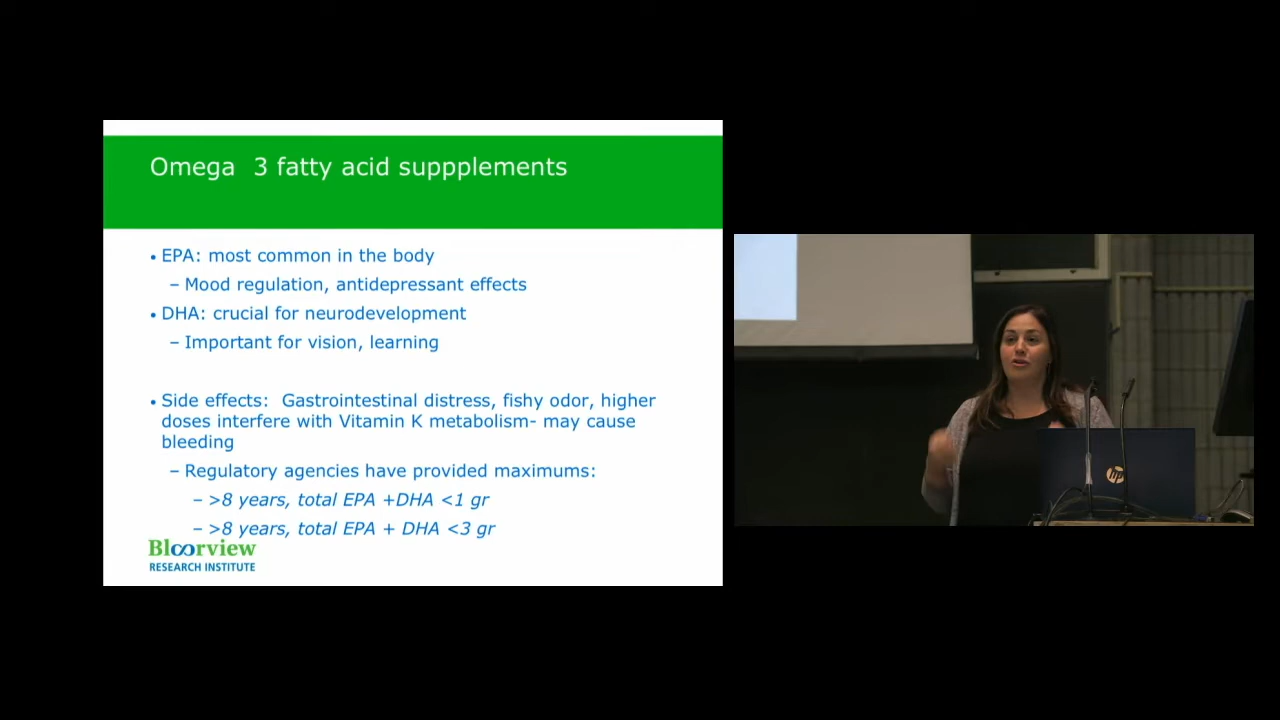 Omega  3 fatty acid suppplements
• EPA: most common in the body
– Mood regulation, antidepressant effects
• DHA: crucial for neurodevelopment
– Important for vision, learning
• Side effects:  Gastrointestinal distress, fishy odor, higher
doses interfere with Vitamin K metabolism- may cause
bleeding
– Regulatory agencies have provided maximums:
– >8 years, total EPA +DHA <1 gr
– >8 years, total EPA + DHA <3 gr
Bloorview
RESEARCH INSTITUTE
hp